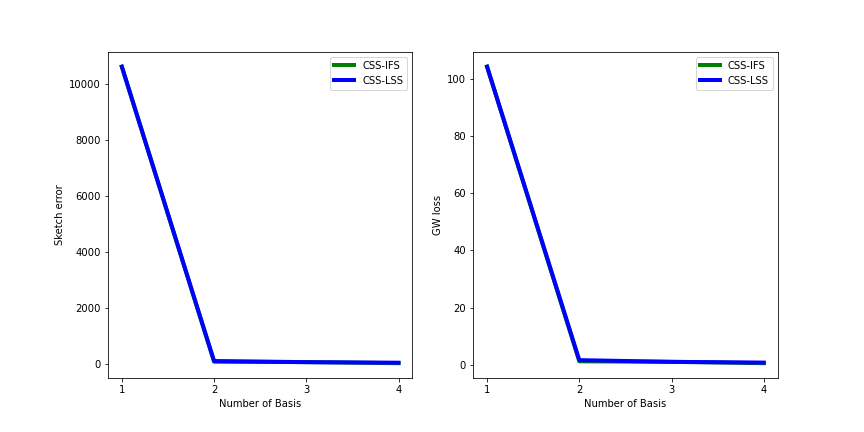 CSS-IFS
CSS-LSS
10000
8000
6000
4000
2000
0
Sketch error
1 2 3 4
Number of Basis
CSS-IFS
CSS-LSS
100
80
60
40
20
0
GW loss
1 2 3 4
Number of Basis